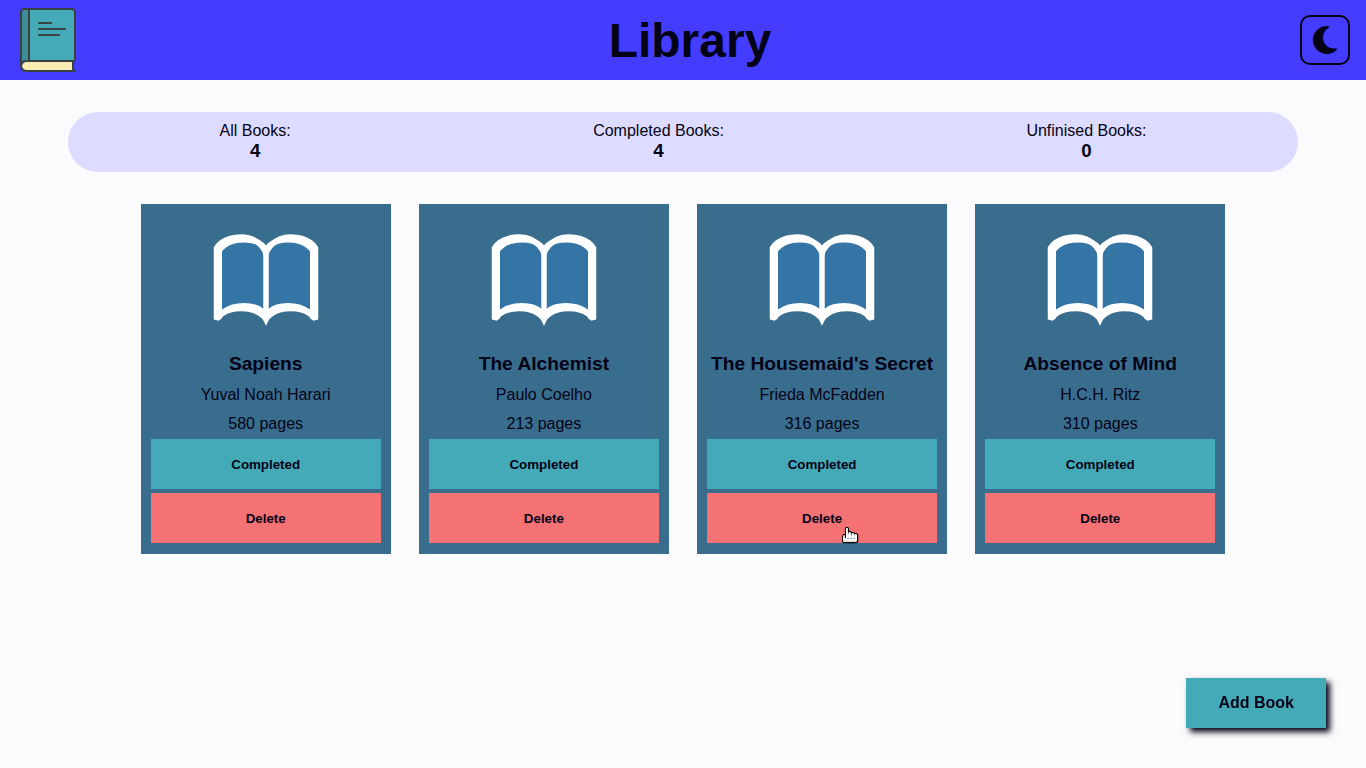 Library
All Books:
4
Completed Books:
4
Unfinised Books:
0
Sapiens
Yuval Noah Harari
580 pages
Completed
Delete
The Alchemist
Paulo Coelho
213 pages
Completed
Delete
The Housemaid's Secret
Frieda McFadden
316 pages
Completed
Delete
Absence of Mind
H.C.H. Ritz
310 pages
Completed
Delete
Add Book